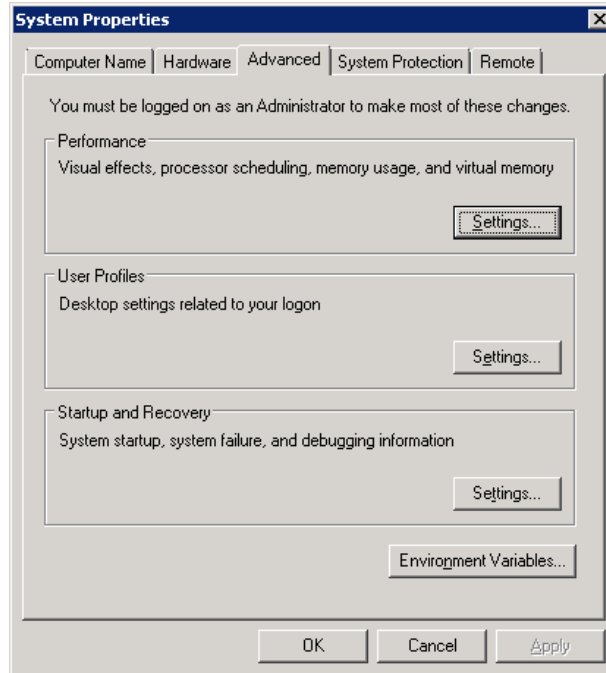 System Properties
Computer Name
Hardware
Advanced
System Protection
Remote
You must be logged on as an Administrator to make most of these changes.
Performance
Visual effects, processor scheduling, memory usage, and virtual memory
Settings...
User Profiles
Desktop settings related to your logon
Settings...
Startup and Recovery
System startup, system failure, and debugging information
Settings...
Environment Variables...
OK
Cancel
Apply